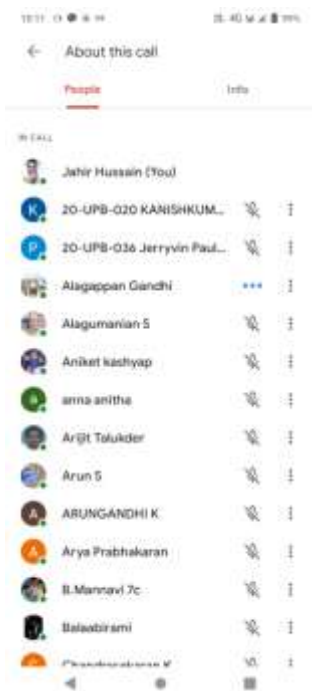 About this call
People
Info
IN CALL
Jahir Hussain (You)
K
20-UPB-020 KANISHKUM...
P
20-UPB-036 Jerryvin Paul...
Alagappan Gandhi
Alagumanian S
Aniket kashyap
a
anna anitha
Arijit Talukder
Arun S
A
ARUNGANDHI K
A
Arya Prabhakaran
B.Mannavi 7c
Balaabirami
Chandrasekaran K